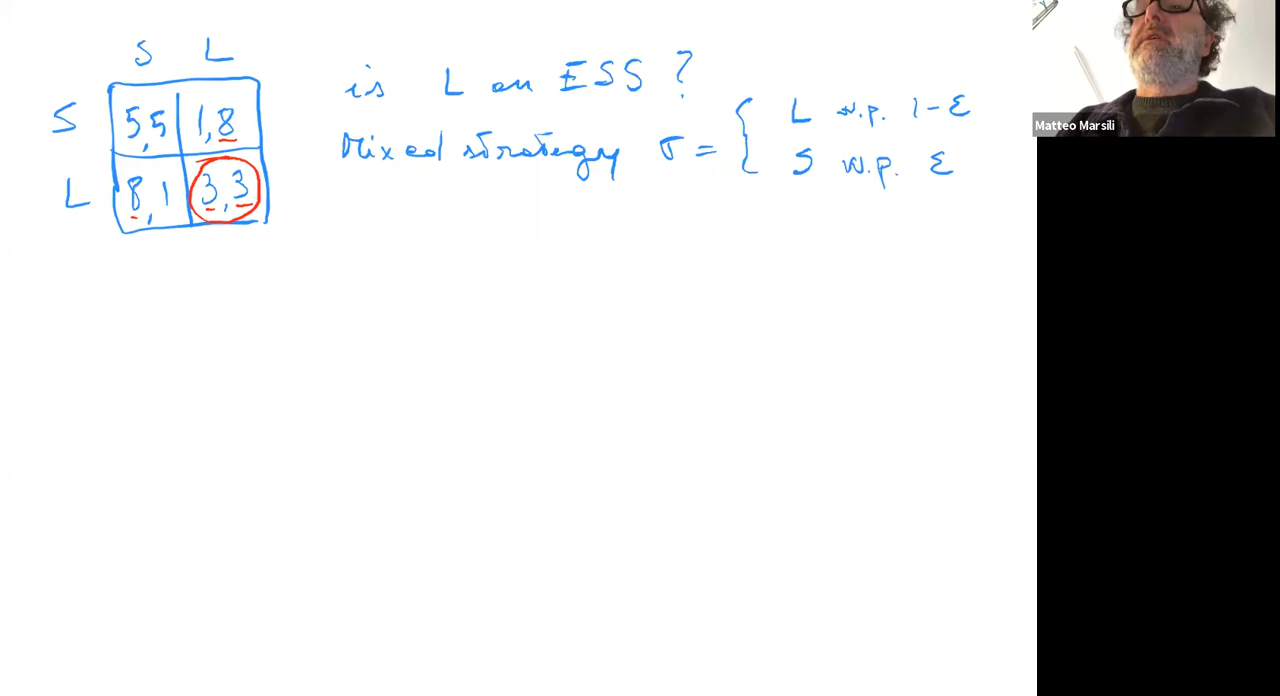 S L
is L an ESS ?
S 5,5 1,8
L w.p. 1-ε
Mixed strategy σ = {
S w.p. ε
L 8,1 3,3
Matteo Marsili